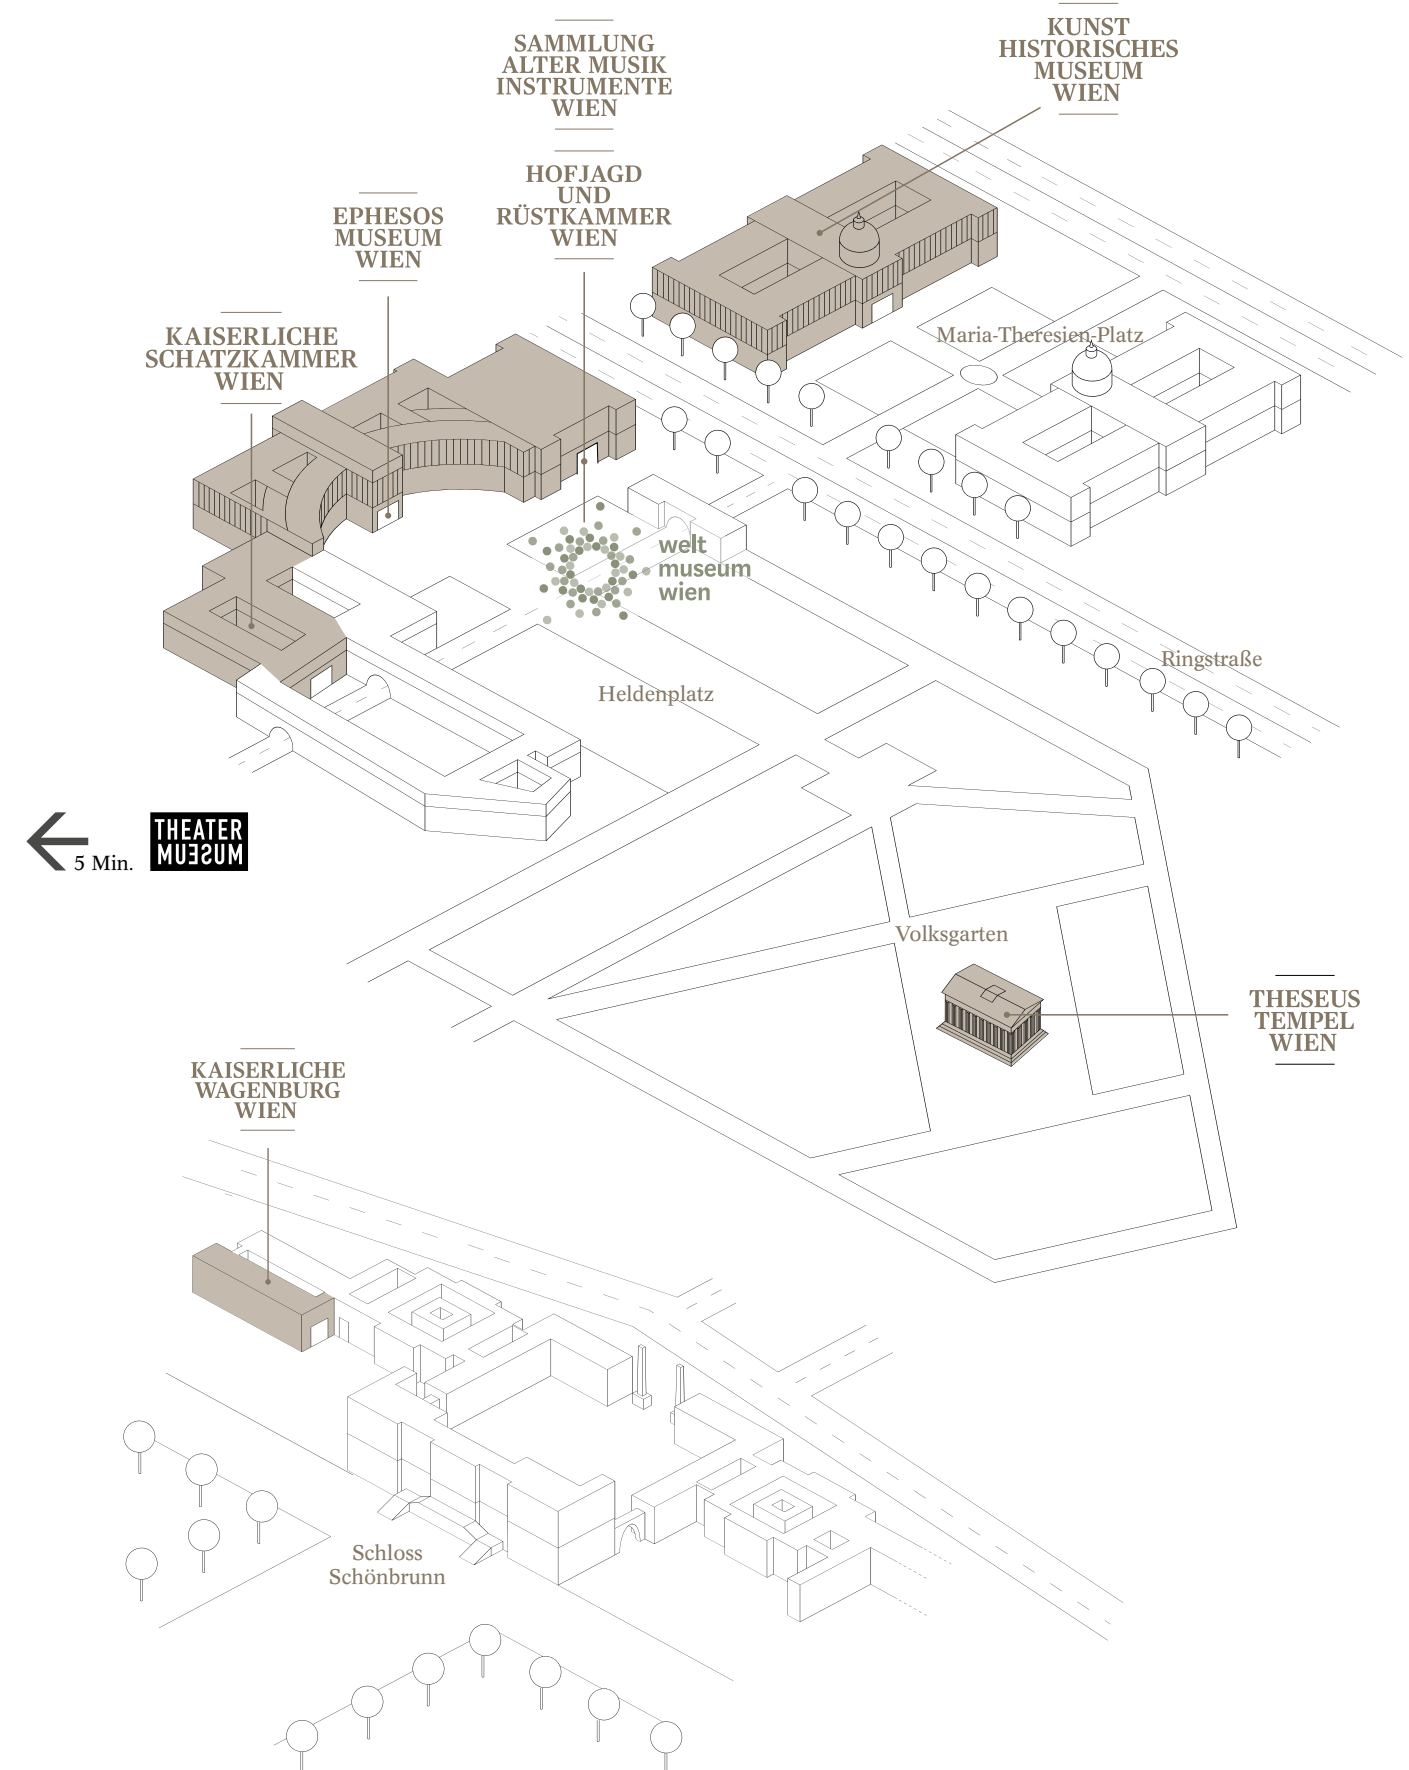 KUNST
HISTORISCHES
MUSEUM
WIEN
SAMMLUNG
ALTER MUSIK
INSTRUMENTE
WIEN
HOFJAGD
UND
RÜSTKAMMER
WIEN
EPHESOS
MUSEUM
WIEN
KAISERLICHE
SCHATZKAMMER
WIEN
Maria-Theresien-Platz
welt
museum
wien
Ringstraße
Heldenplatz
5 Min.
THEATER
MUSEUM
Volksgarten
THESEUS
TEMPEL
WIEN
KAISERLICHE
WAGENBURG
WIEN
Schloss
Schönbrunn